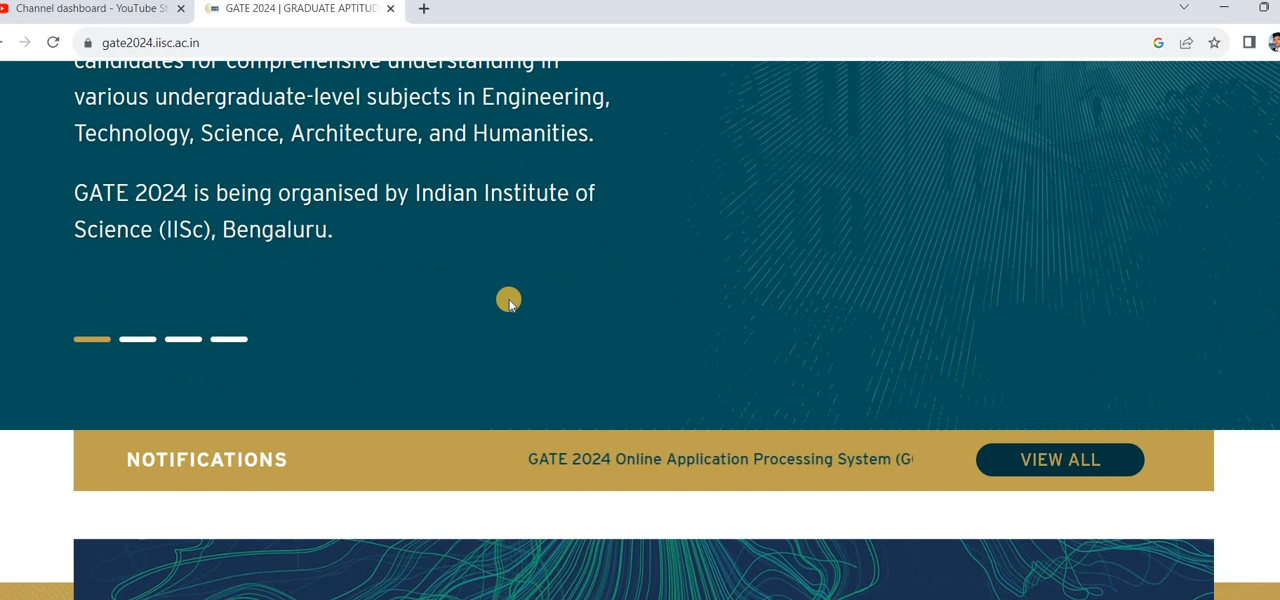 Channel dashboard - YouTube St
GATE 2024 | GRADUATE APTITUD
gate2024.iisc.ac.in
candidates for comprehensive understanding in
various undergraduate-level subjects in Engineering,
Technology, Science, Architecture, and Humanities.
GATE 2024 is being organised by Indian Institute of
Science (IISc), Bengaluru.
NOTIFICATIONS
GATE 2024 Online Application Processing System (G
VIEW ALL